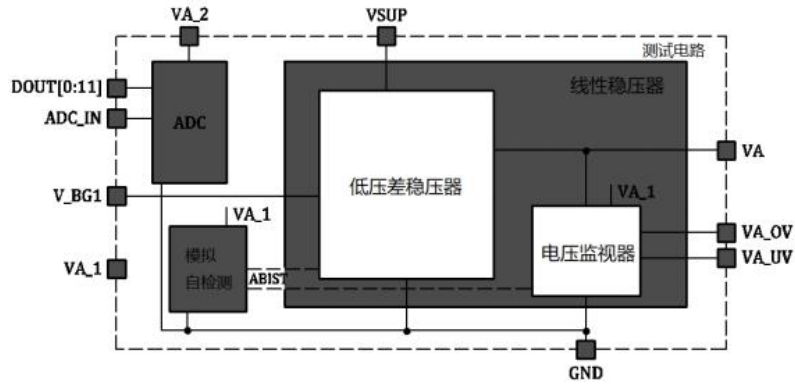 VA_2
VSUP
测试电路
线性稳压器
DOUT[0:11]
ADC
ADC_IN
VA
低压差稳压器
V_BG1
VA_1
VA_1
VA_OV
模拟
自检测
电压监视器
VA_UV
VA_1
ABIST
GND